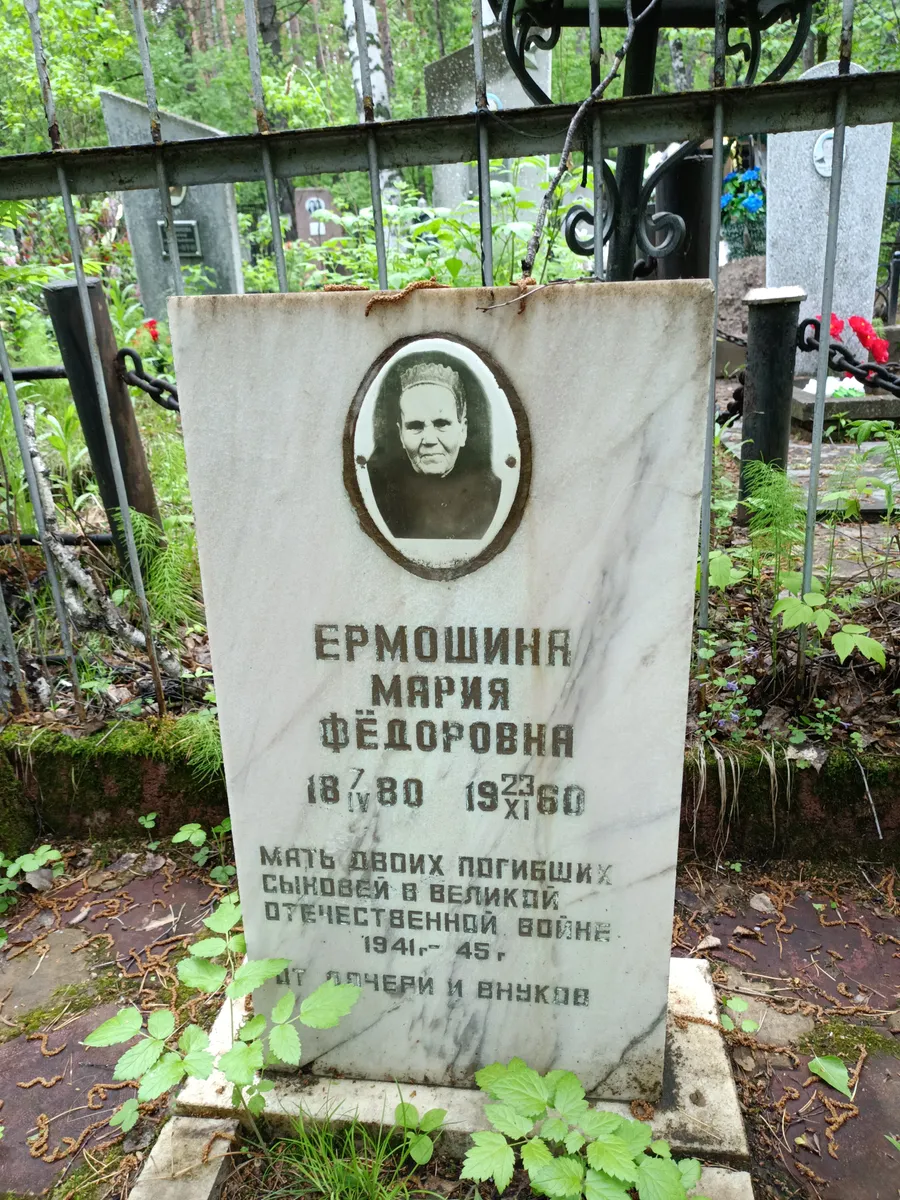 ЕРМОШИНА
МАРИЯ
ФЁДОРОВНА
18 7/IV 80 19 23/XI 60
МАТЬ ДВОИХ ПОГИБШИХ
СЫНОВЕЙ В ВЕЛИКОЙ
ОТЕЧЕСТВЕННОЙ ВОЙНЕ
1941г.- 45г.
ОТ ДОЧЕРИ И ВНУКОВ